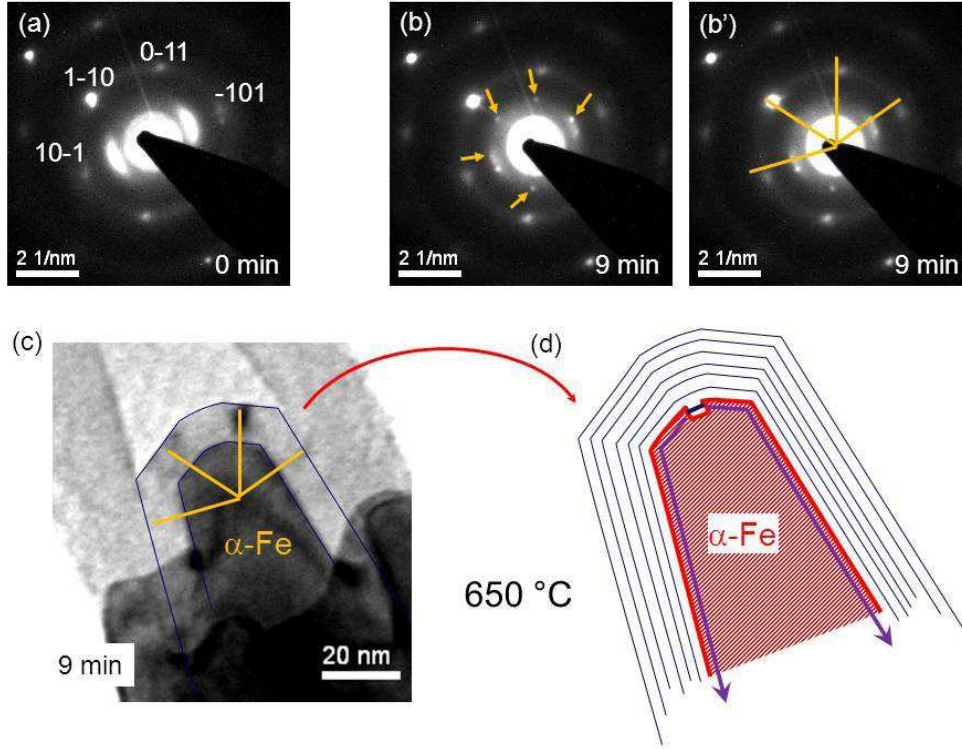 (a)
0-11
1-10
-101
10-1
2 1/nm
0 min
(b)
2 1/nm
9 min
(b')
2 1/nm
9 min
(c)
α-Fe
9 min
20 nm
(d)
α-Fe
650 °C